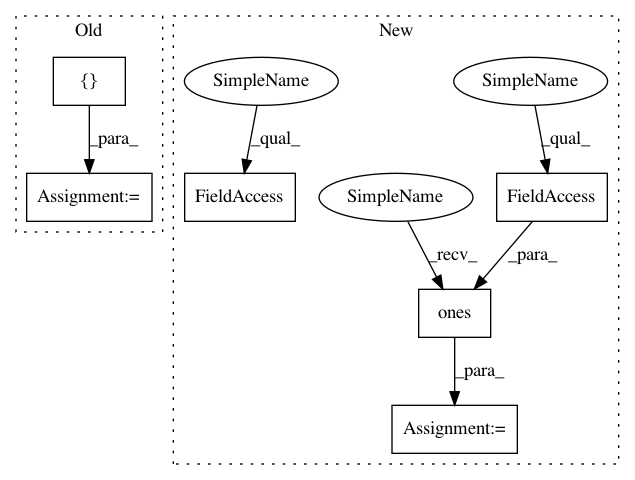 Old
New
{}
SimpleName
SimpleName
_para_
_qual_
_qual_
Assignment:=
FieldAccess
SimpleName
FieldAccess
_recv_
_para_
ones
_para_
Assignment:=